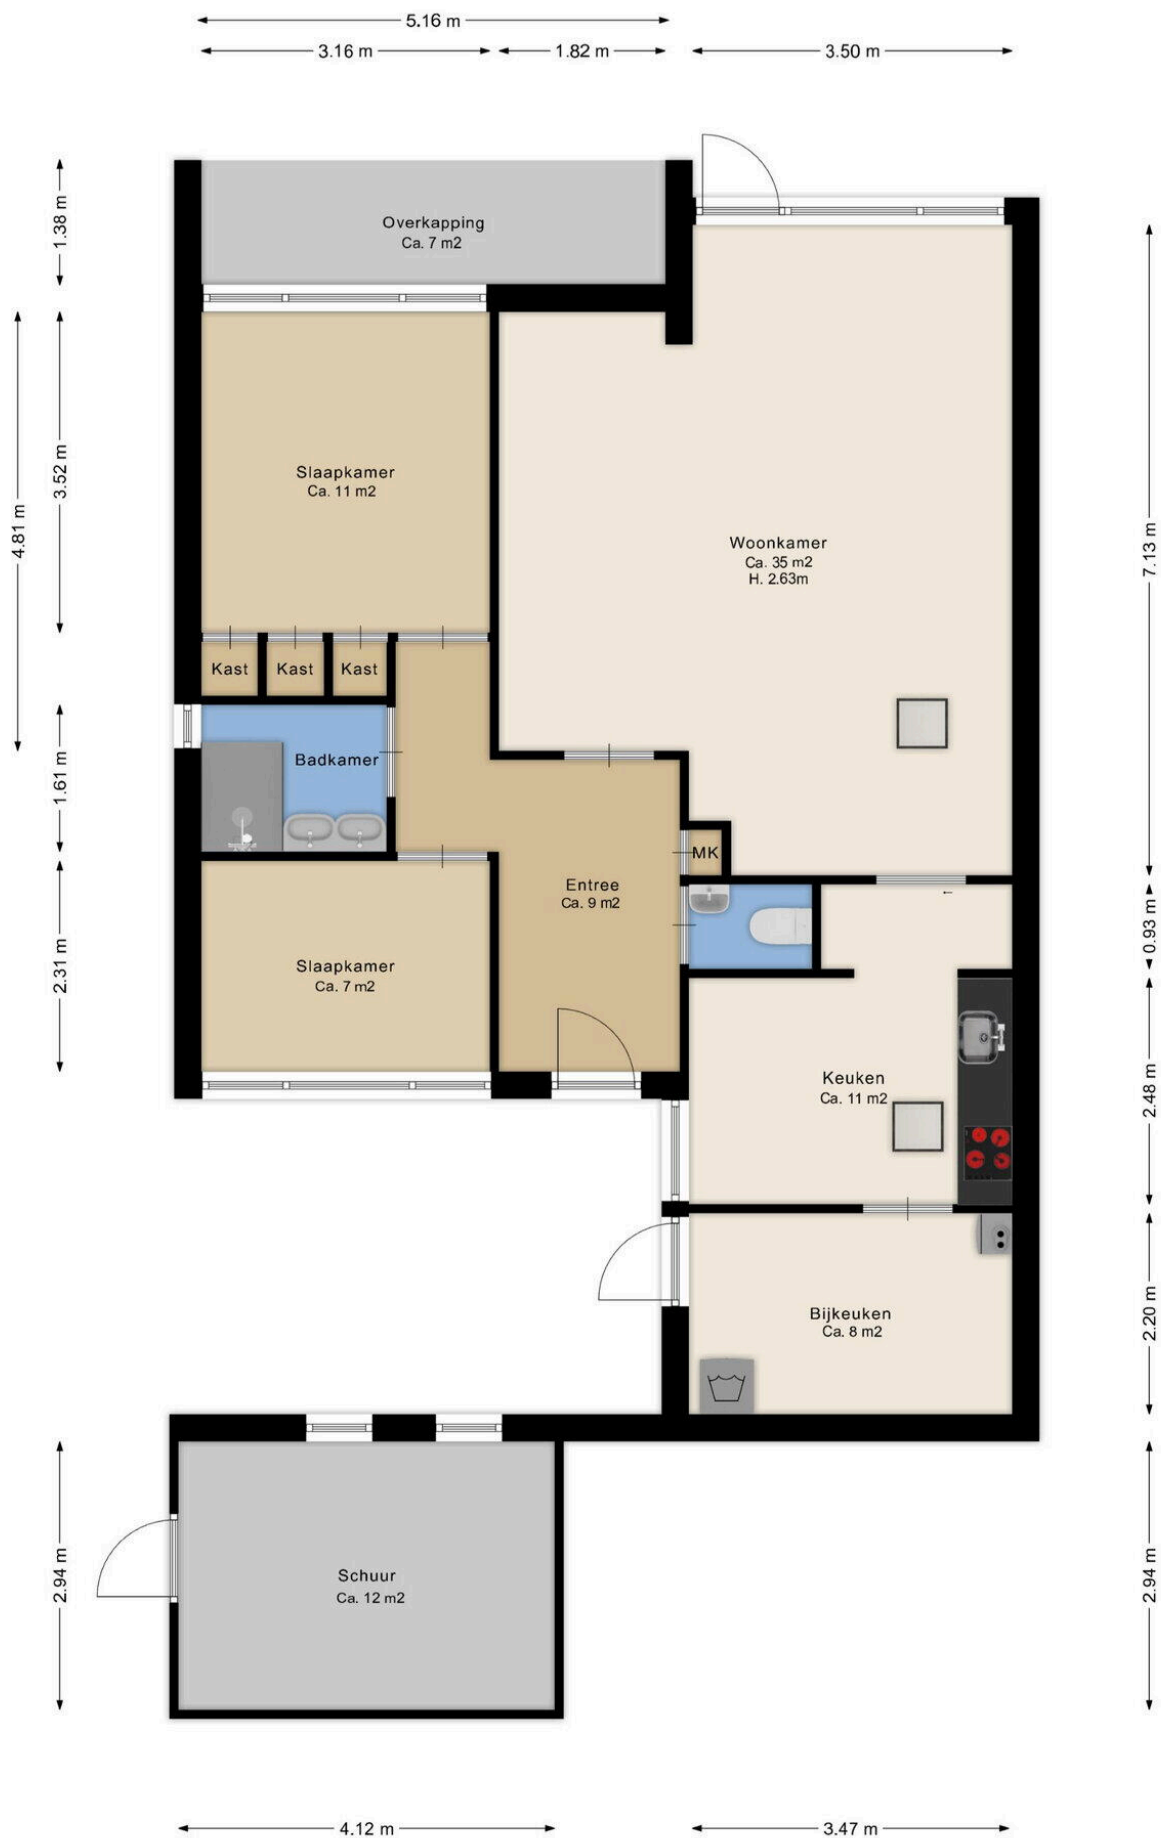 5.16 m
3.16 m
1.82 m
3.50 m
1.38 m
Overkapping
Ca. 7 m2
4.81 m
3.52 m
Slaapkamer
Ca. 11 m2
Woonkamer
Ca. 35 m2
H. 2.63m
7.13 m
Kast
Kast
Kast
1.61 m
Badkamer
MK
Entree
Ca. 9 m2
0.93 m
2.31 m
Slaapkamer
Ca. 7 m2
Keuken
Ca. 11 m2
2.48 m
Bijkeuken
Ca. 8 m2
2.20 m
2.94 m
Schuur
Ca. 12 m2
2.94 m
4.12 m
3.47 m